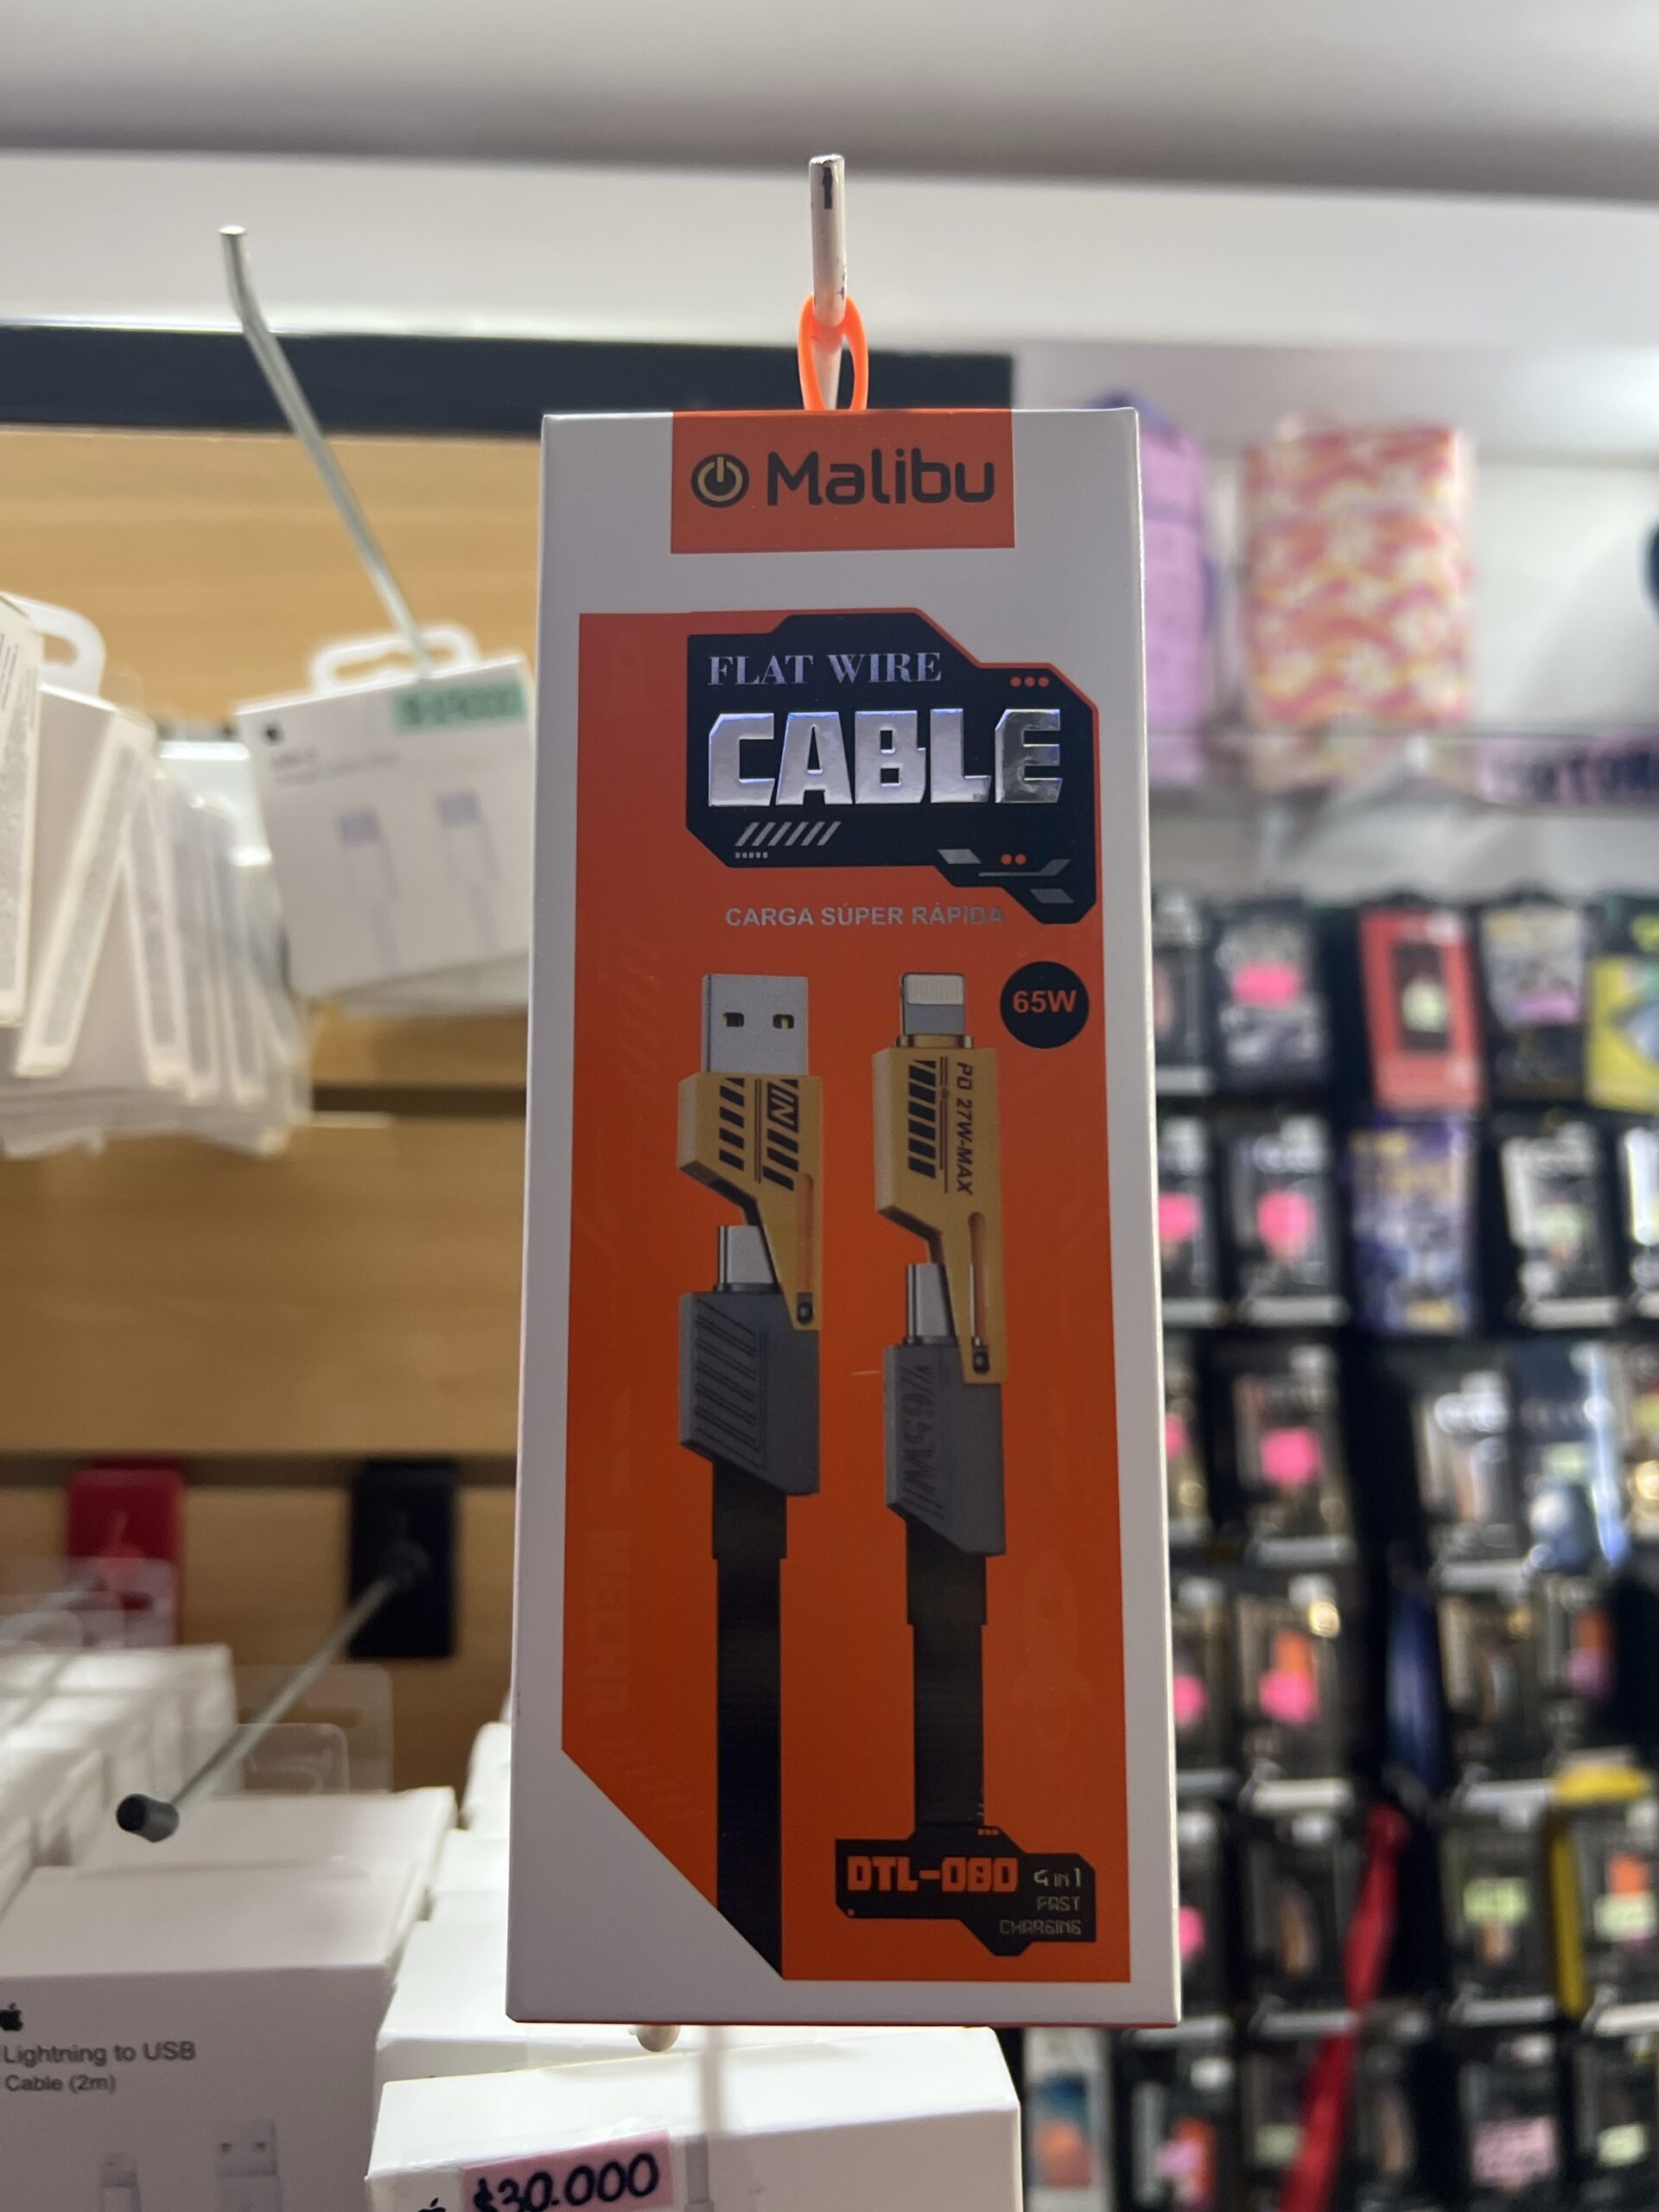 Malibu
FLAT WIRE
CABLE
CARGA SÚPER RÁPIDA
65W
PD 27W-MAX
65W
DTL-080
4 IN 1
FAST
CHARGING
Lightning to USB
Cable (2m)
$30.000